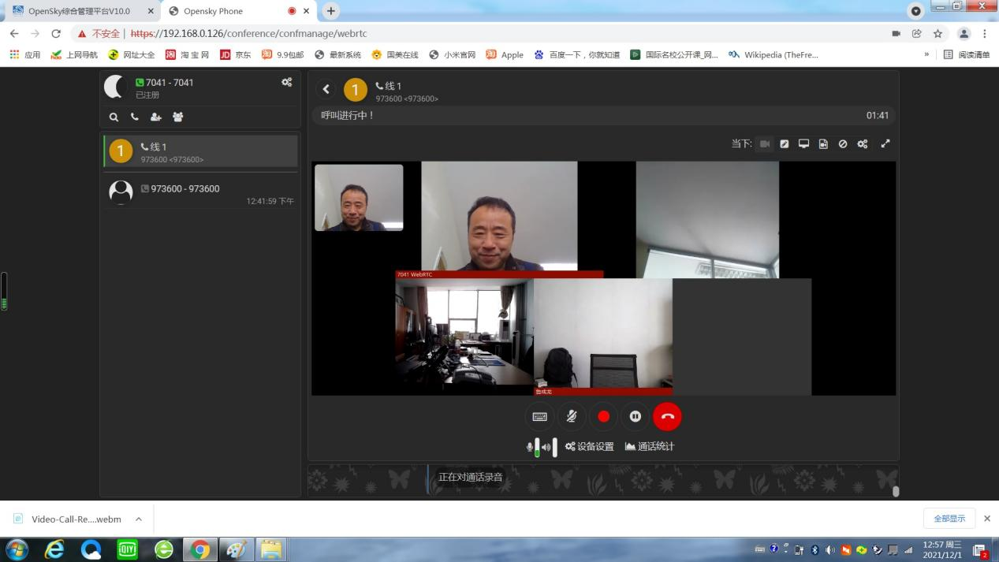 OpenSky综合管理平台V10.0
Opensky Phone
不安全 | https://192.168.0.126/conference/confmanage/webrtc
应用 上网导航 网址大全 淘宝网 京东 9.9包邮 最新系统 国美在线 小米官网 Apple 百度一下，你就知道 国际名校公开课_网... Wikipedia (TheFre... » 阅读清单
7041 - 7041
已注册
1 线 1
973600 <973600>
973600 - 973600
12:41:59 下午
1 线 1
973600 <973600>
呼叫进行中！ 01:41
当下:
7041 WebRTC
鲁成龙
设备设置 通话统计
正在对通话录音
Video-Call-Re....webm
全部显示
12:57 周三
2021/12/1
2